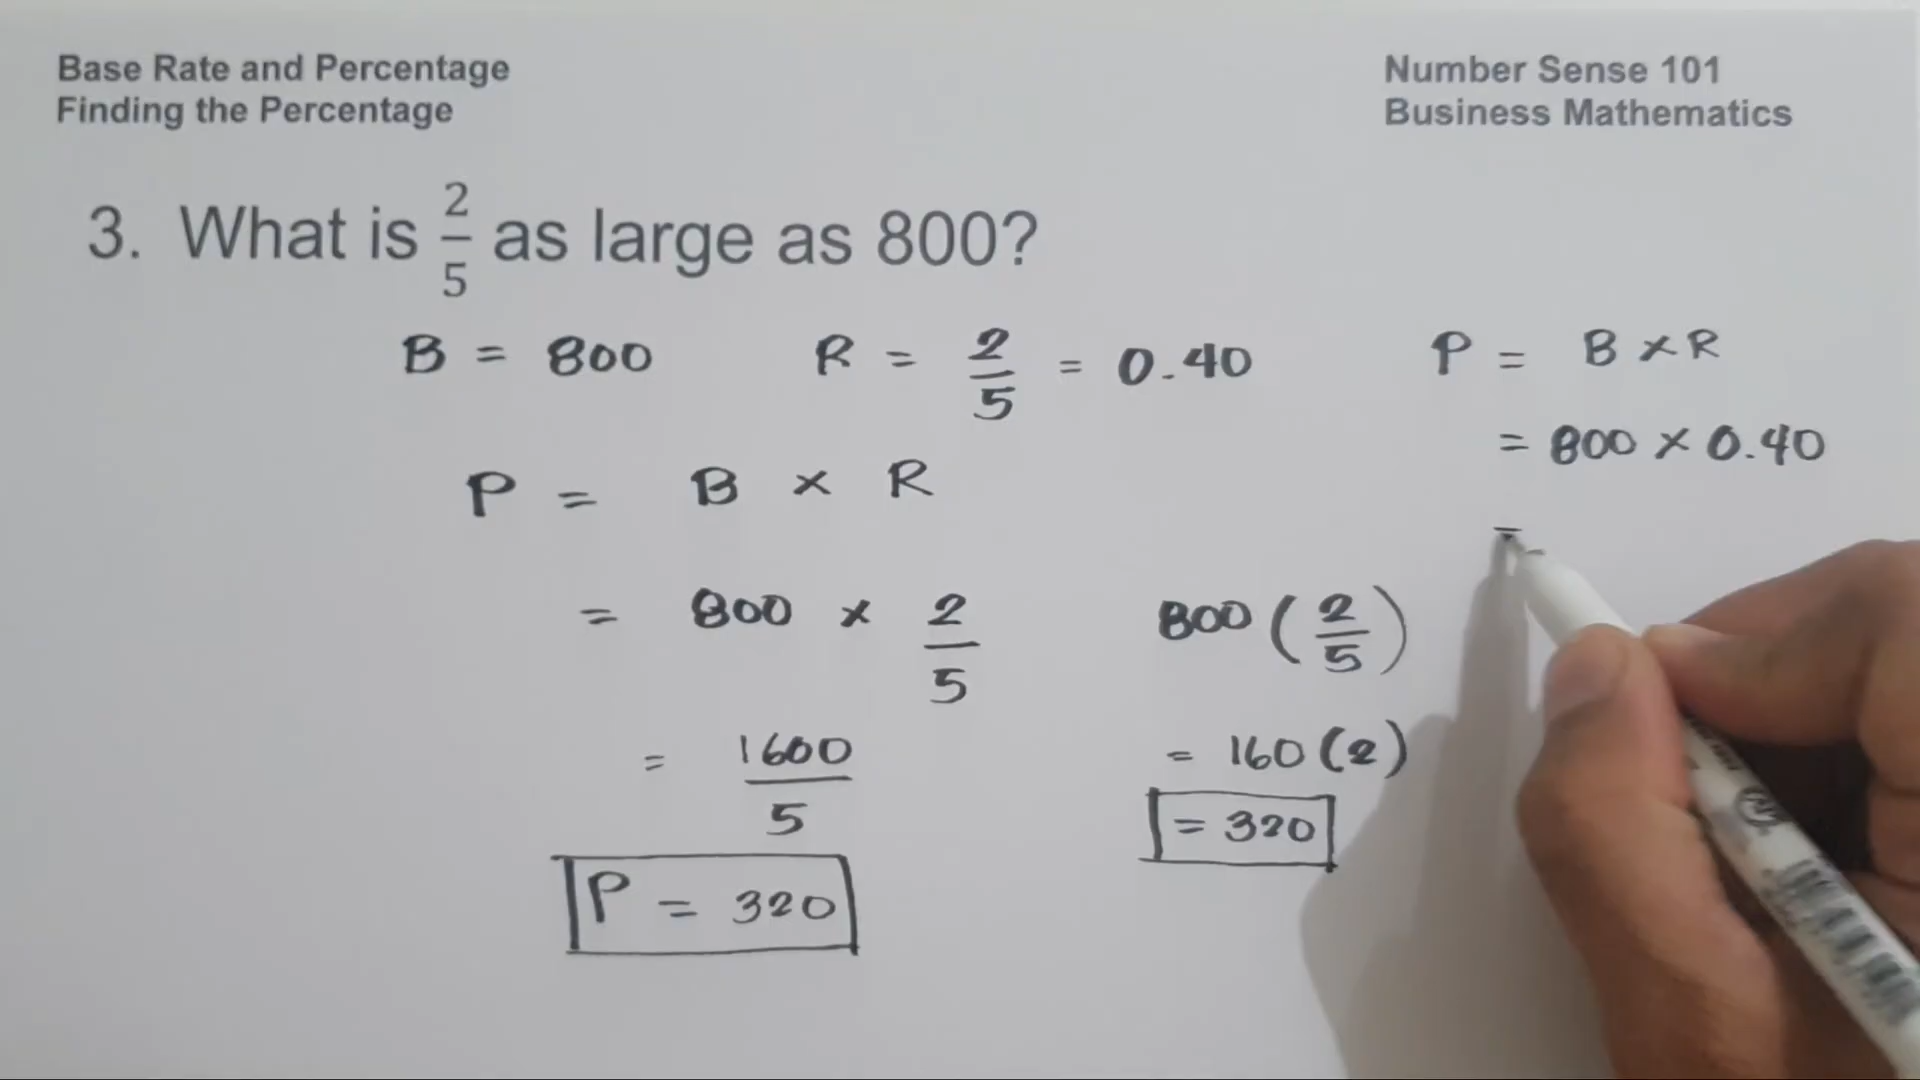 Base Rate and Percentage
Finding the Percentage
Number Sense 101
Business Mathematics
3. What is 2/5 as large as 800?
B = 800
R = 2/5 = 0.40
P = B × R
= 800 × 2/5
= 1600/5
P = 320
800 (2/5)
= 160 (2)
= 320
P = B × R
= 800 × 0.40
=